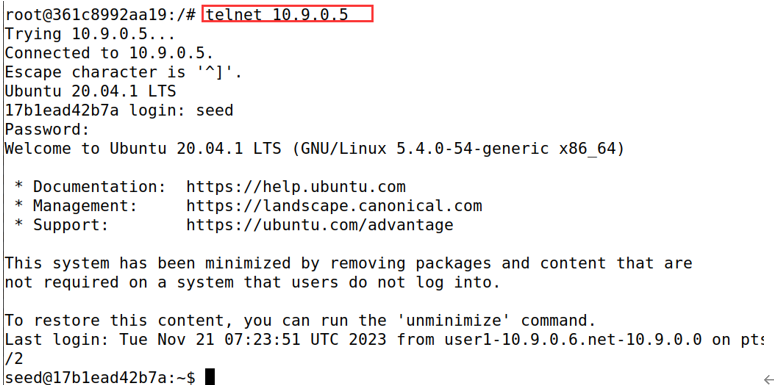 root@361c8992aa19:/# telnet 10.9.0.5
Trying 10.9.0.5...
Connected to 10.9.0.5.
Escape character is '^]'.
Ubuntu 20.04.1 LTS
17b1ead42b7a login: seed
Password:
Welcome to Ubuntu 20.04.1 LTS (GNU/Linux 5.4.0-54-generic x86_64)

 * Documentation:  https://help.ubuntu.com
 * Management:     https://landscape.canonical.com
 * Support:        https://ubuntu.com/advantage

This system has been minimized by removing packages and content that are
not required on a system that users do not log into.

To restore this content, you can run the 'unminimize' command.
Last login: Tue Nov 21 07:23:51 UTC 2023 from user1-10.9.0.6.net-10.9.0.0 on pts
/2
seed@17b1ead42b7a:~$